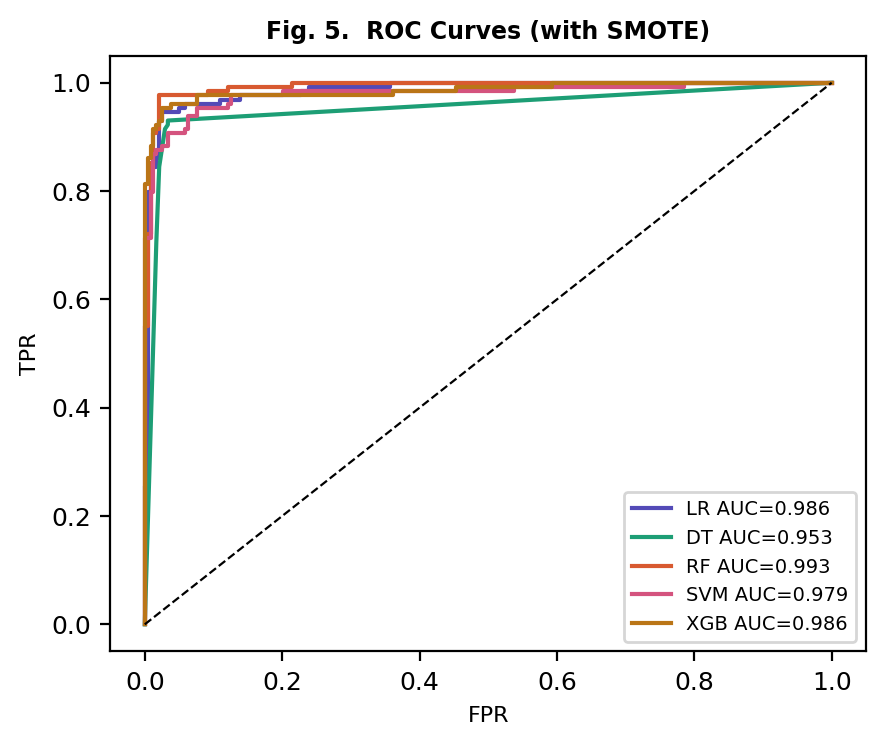 Fig. 5.  ROC Curves (with SMOTE)
1.0
0.8
0.6
0.4
0.2
0.0
TPR
0.0 0.2 0.4 0.6 0.8 1.0
FPR
LR AUC=0.986
DT AUC=0.953
RF AUC=0.993
SVM AUC=0.979
XGB AUC=0.986